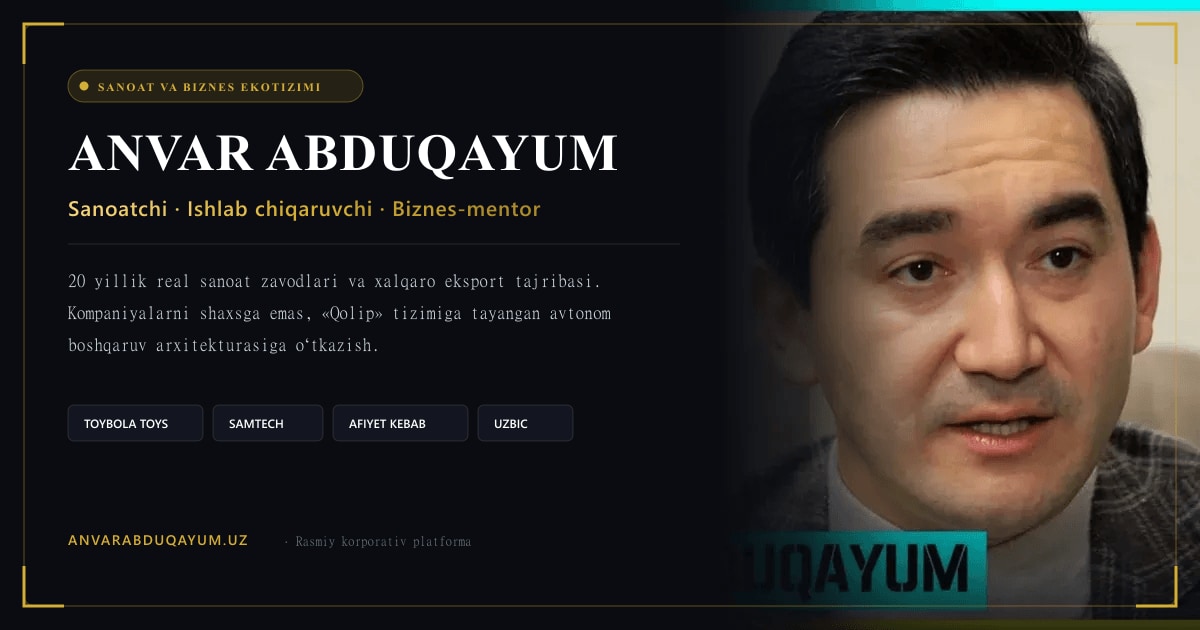 SANOAT VA BIZNES EKOTIZIMI
ANVAR ABDUQAYUM
Sanoatchi · Ishlab chiqaruvchi · Biznes-mentor
20 yillik real sanoat zavodlari va xalqaro eksport tajribasi.
Kompaniyalarni shaxsga emas, «Qolip» tizimiga tayangan avtonom
boshqaruv arxitekturasiga o‘tkazish.
TOYBOLA TOYS SAMTECH AFIYET KEBAB UZBIC
ANVARABDUQAYUM.UZ · Rasmiy korporativ platforma
UQAYUM